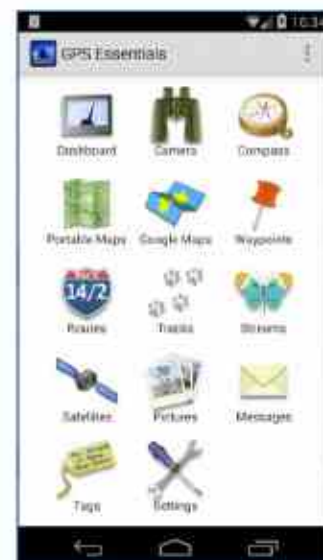 10:34
GPS Essentials
Dashboard Camera Compass
Portable Maps Google Maps Waypoints
14/2
Routes Tracks Streams
Satellites Pictures Messages
Tags Settings